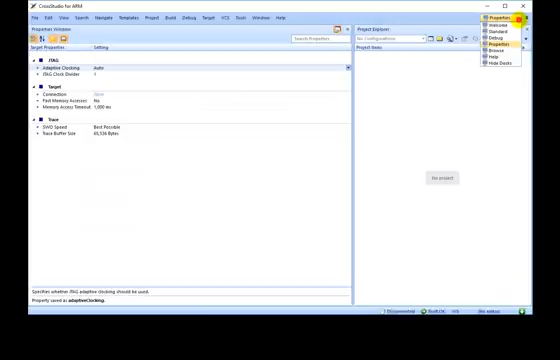 CrossStudio for ARM
File Edit View Search Navigate Templates Project Build Debug Target Tools Window Help
Properties
Welcome
Standard
Debug
Properties
Browse
Help
Hide Desks
Properties Window
Project Explorer
Search Properties
No Configurations
Target Properties Setting
Project Items
JTAG
Adaptive Clocking Auto
JTAG Clock Divider 1
Target
Connection
Fast Memory Accesses No
Memory Access Timeout 1,000 ms
Trace
SWO Speed Best Possible
Trace Buffer Size 65,536 Bytes
No project
Specifies whether JTAG adaptive clocking should be used.
Property saved as adaptiveClocking.
Disconnected Built OK INS